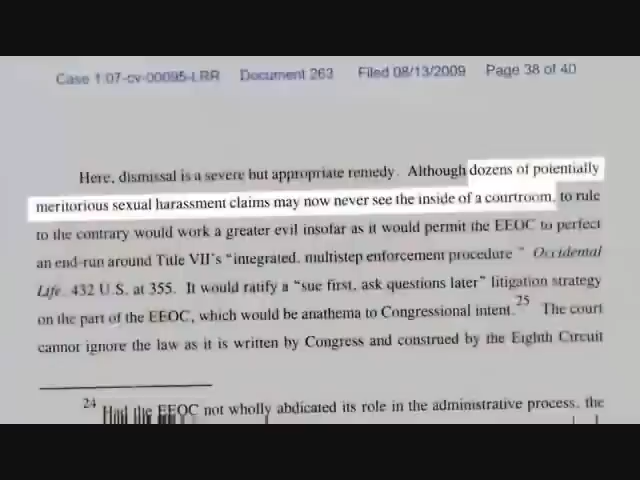 Case 1:07-cv-00095-LRR Document 263 Filed 08/13/2009 Page 38 of 40
Here, dismissal is a severe but appropriate remedy. Although dozens of potentially
meritorious sexual harassment claims may now never see the inside of a courtroom, to rule
to the contrary would work a greater evil insofar as it would permit the EEOC to perfect
an end-run around Title VII's "integrated, multistep enforcement procedure." Occidental
Life, 432 U.S. at 355. It would ratify a "sue first, ask questions later" litigation strategy
on the part of the EEOC, which would be anathema to Congressional intent.25 The court
cannot ignore the law as it is written by Congress and construed by the Eighth Circuit
24 Had the EEOC not wholly abdicated its role in the administrative process, the